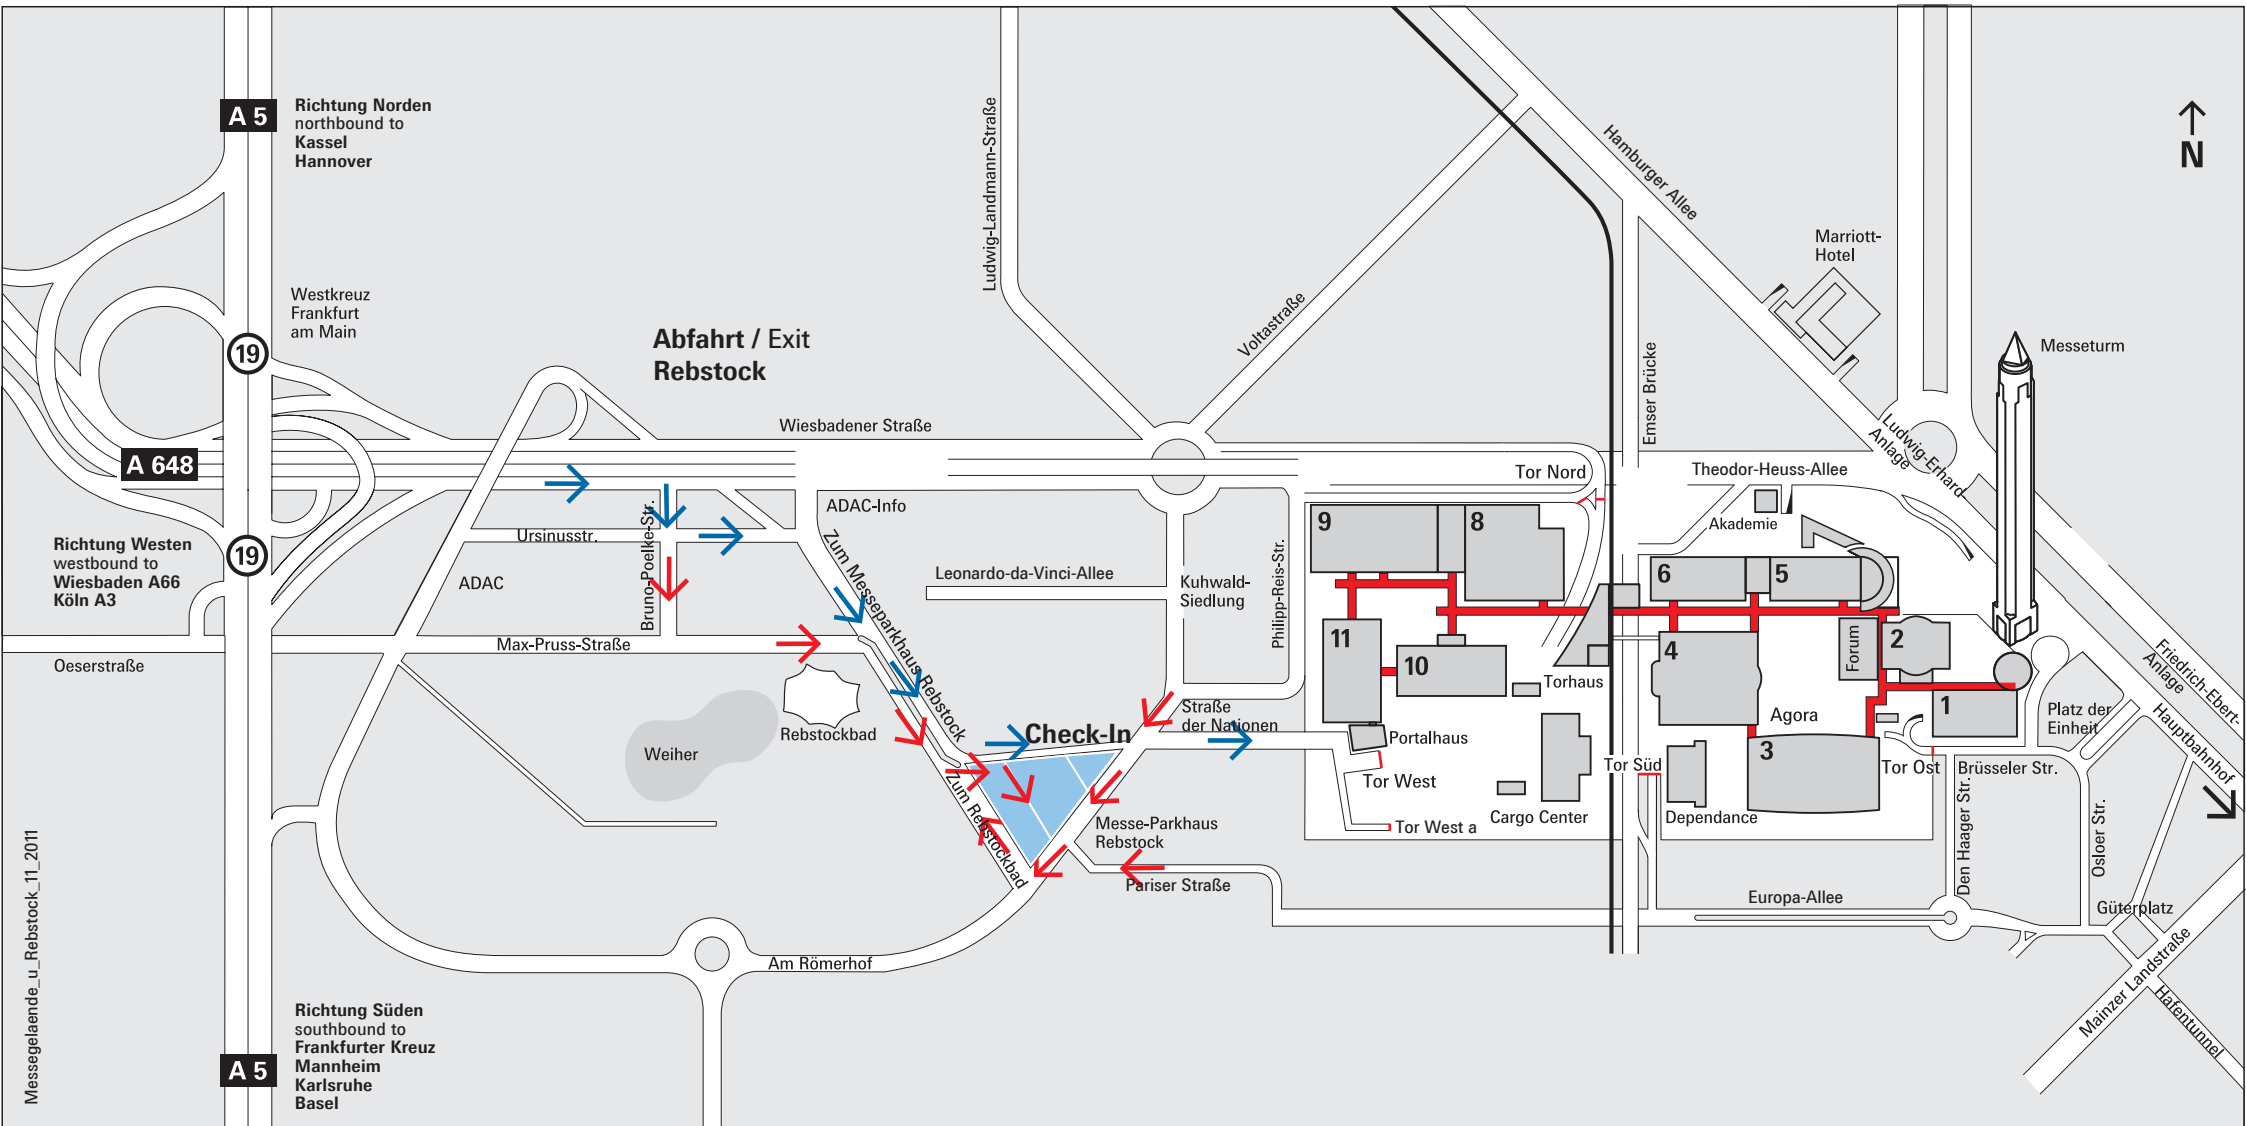 A 5
Richtung Norden
northbound to
Kassel
Hannover
Westkreuz
Frankfurt
am Main
19
A 648
19
Richtung Westen
westbound to
Wiesbaden A66
Köln A3
Oeserstraße
Abfahrt / Exit
Rebstock
Wiesbadener Straße
ADAC-Info
Ursinusstr.
Bruno-Poelke-Str.
ADAC
Max-Pruss-Straße
Zum Messeparkhaus Rebstock
Leonardo-da-Vinci-Allee
Kuhwald-
Siedlung
Philipp-Reis-Str.
Ludwig-Landmann-Straße
Voltastraße
Hamburger Allee
Emser Brücke
Marriott-
Hotel
N
Messeturm
Ludwig-Erhard
Anlage
Theodor-Heuss-Allee
Tor Nord
Akademie
9
8
6
5
11
10
4
Forum
2
1
3
Torhaus
Agora
Platz der
Einheit
Friedrich-Ebert-
Anlage
Hauptbahnhof
Straße
der Nationen
Portalhaus
Tor West
Tor West a
Cargo Center
Tor Süd
Dependance
Tor Ost
Brüsseler Str.
Den Haager Str.
Osloer Str.
Europa-Allee
Güterplatz
Mainzer Landstraße
Hafentunnel
Check-In
Messe-Parkhaus
Rebstock
Pariser Straße
Zum Rebstockbad
Rebstockbad
Weiher
Am Römerhof
A 5
Richtung Süden
southbound to
Frankfurter Kreuz
Mannheim
Karlsruhe
Basel
Messegelaende_u_Rebstock_11_2011